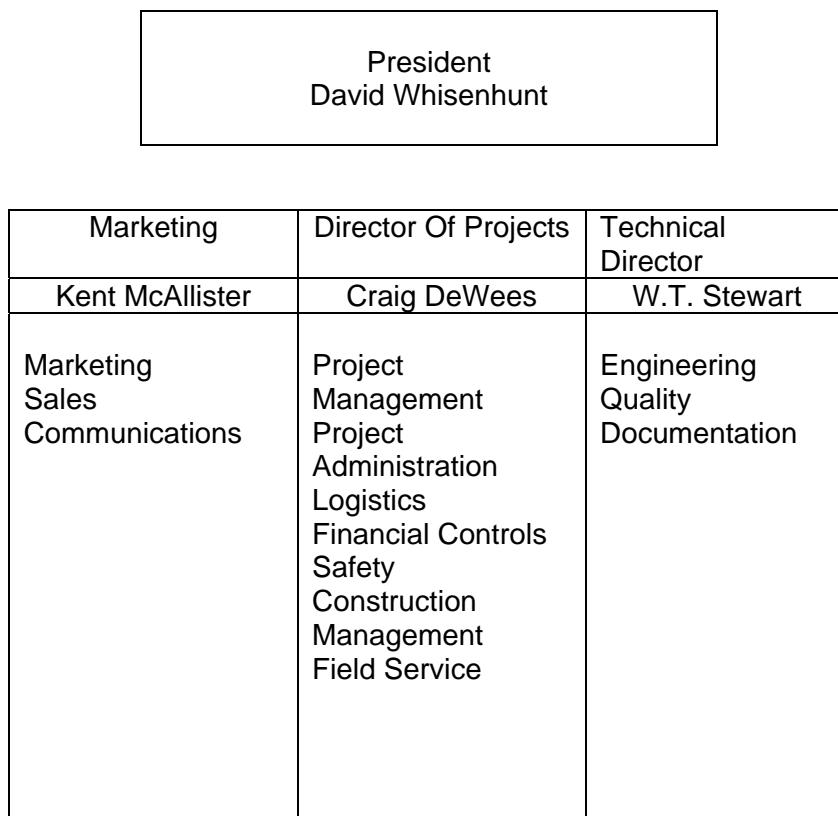 President
David Whisenhunt
Marketing
Director Of Projects
Technical
Director
Kent McAllister
Craig DeWees
W.T. Stewart
Marketing
Sales
Communications
Project
Management
Project
Administration
Logistics
Financial Controls
Safety
Construction
Management
Field Service
Engineering
Quality
Documentation